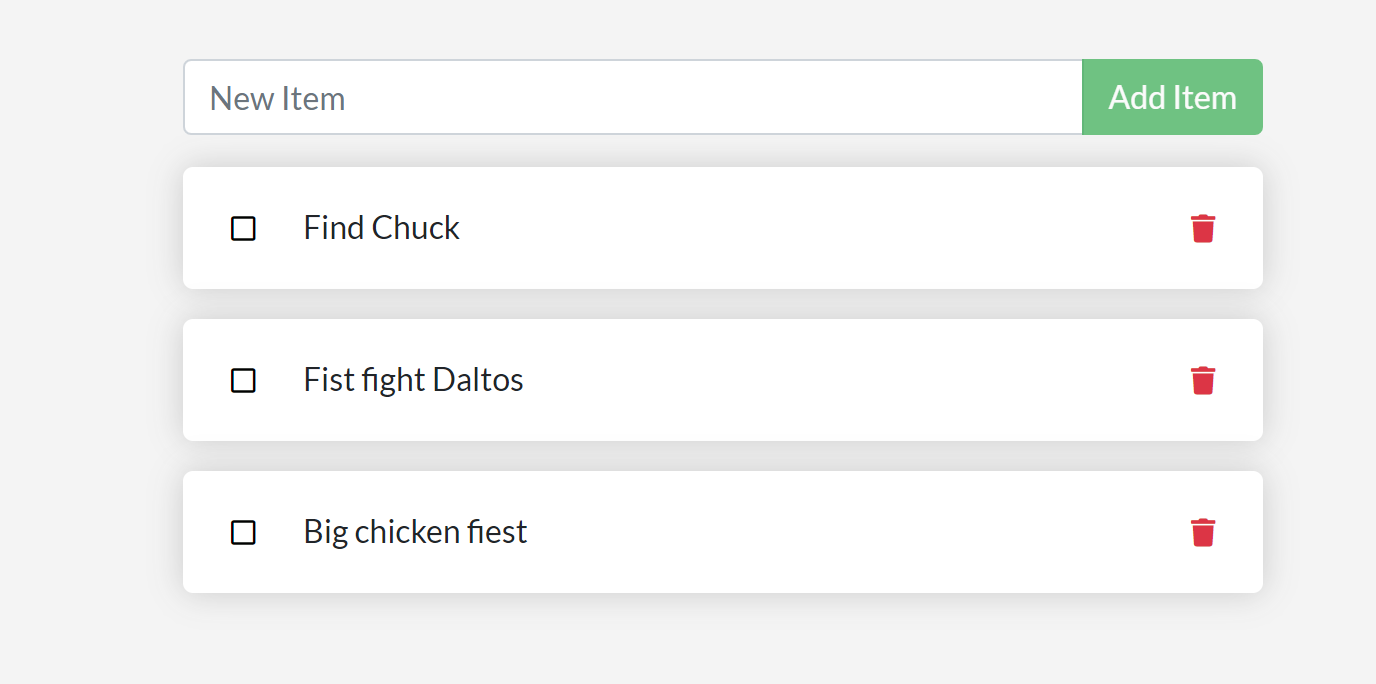 New Item
Add Item
Find Chuck
Fist fight Daltos
Big chicken fiest